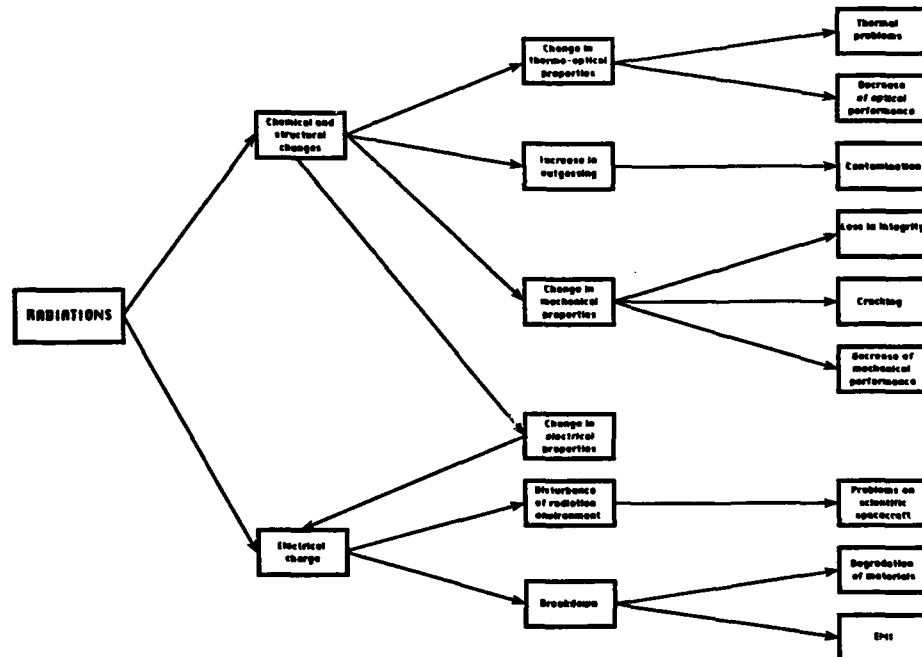 RADIATIONS
Chemical and
structural
changes
Electrical
charge
Change in
thermo-optical
properties
Increase in
outgassing
Change in
mechanical
properties
Change in
electrical
properties
Disturbance
of radiation
environment
Breakdown
Thermal
problems
Decrease
of optical
performance
Contamination
Loss in integrity
Cracking
Decrease of
mechanical
performance
Problems on
scientific
spacecraft
Degradation
of materials
EMI